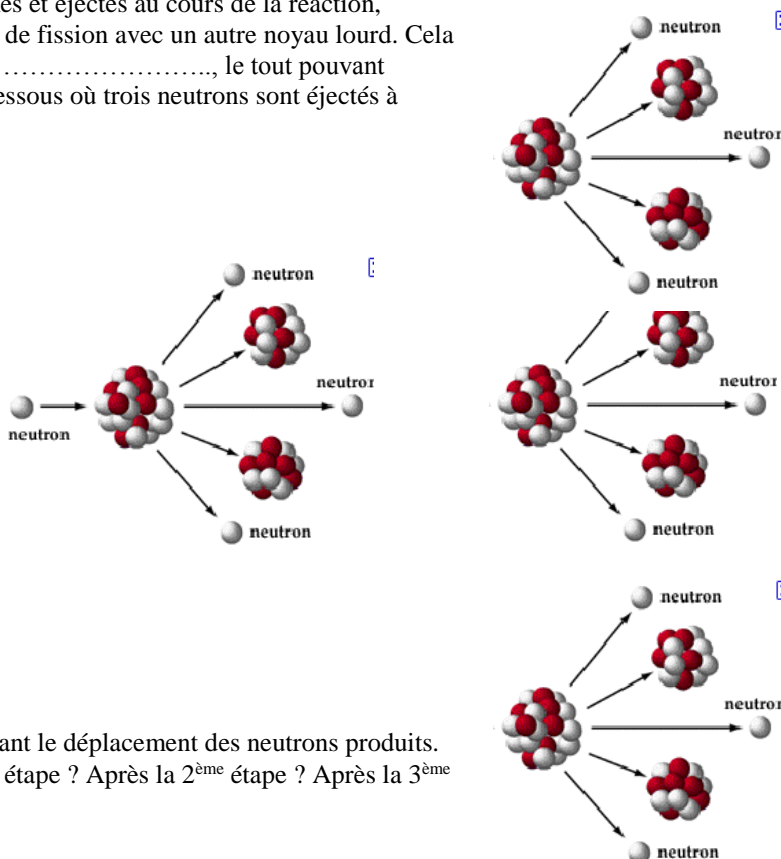 és et éjectés au cours de la réaction,
de fission avec un autre noyau lourd. Cela
…………………….., le tout pouvant
essous où trois neutrons sont éjectés à
neutron
neutron
neutron
neutron
neutron
neutron
neutron
neutron
neutron
neutron
neutron
neutron
ant le déplacement des neutrons produits.
étape ? Après la 2ème étape ? Après la 3ème